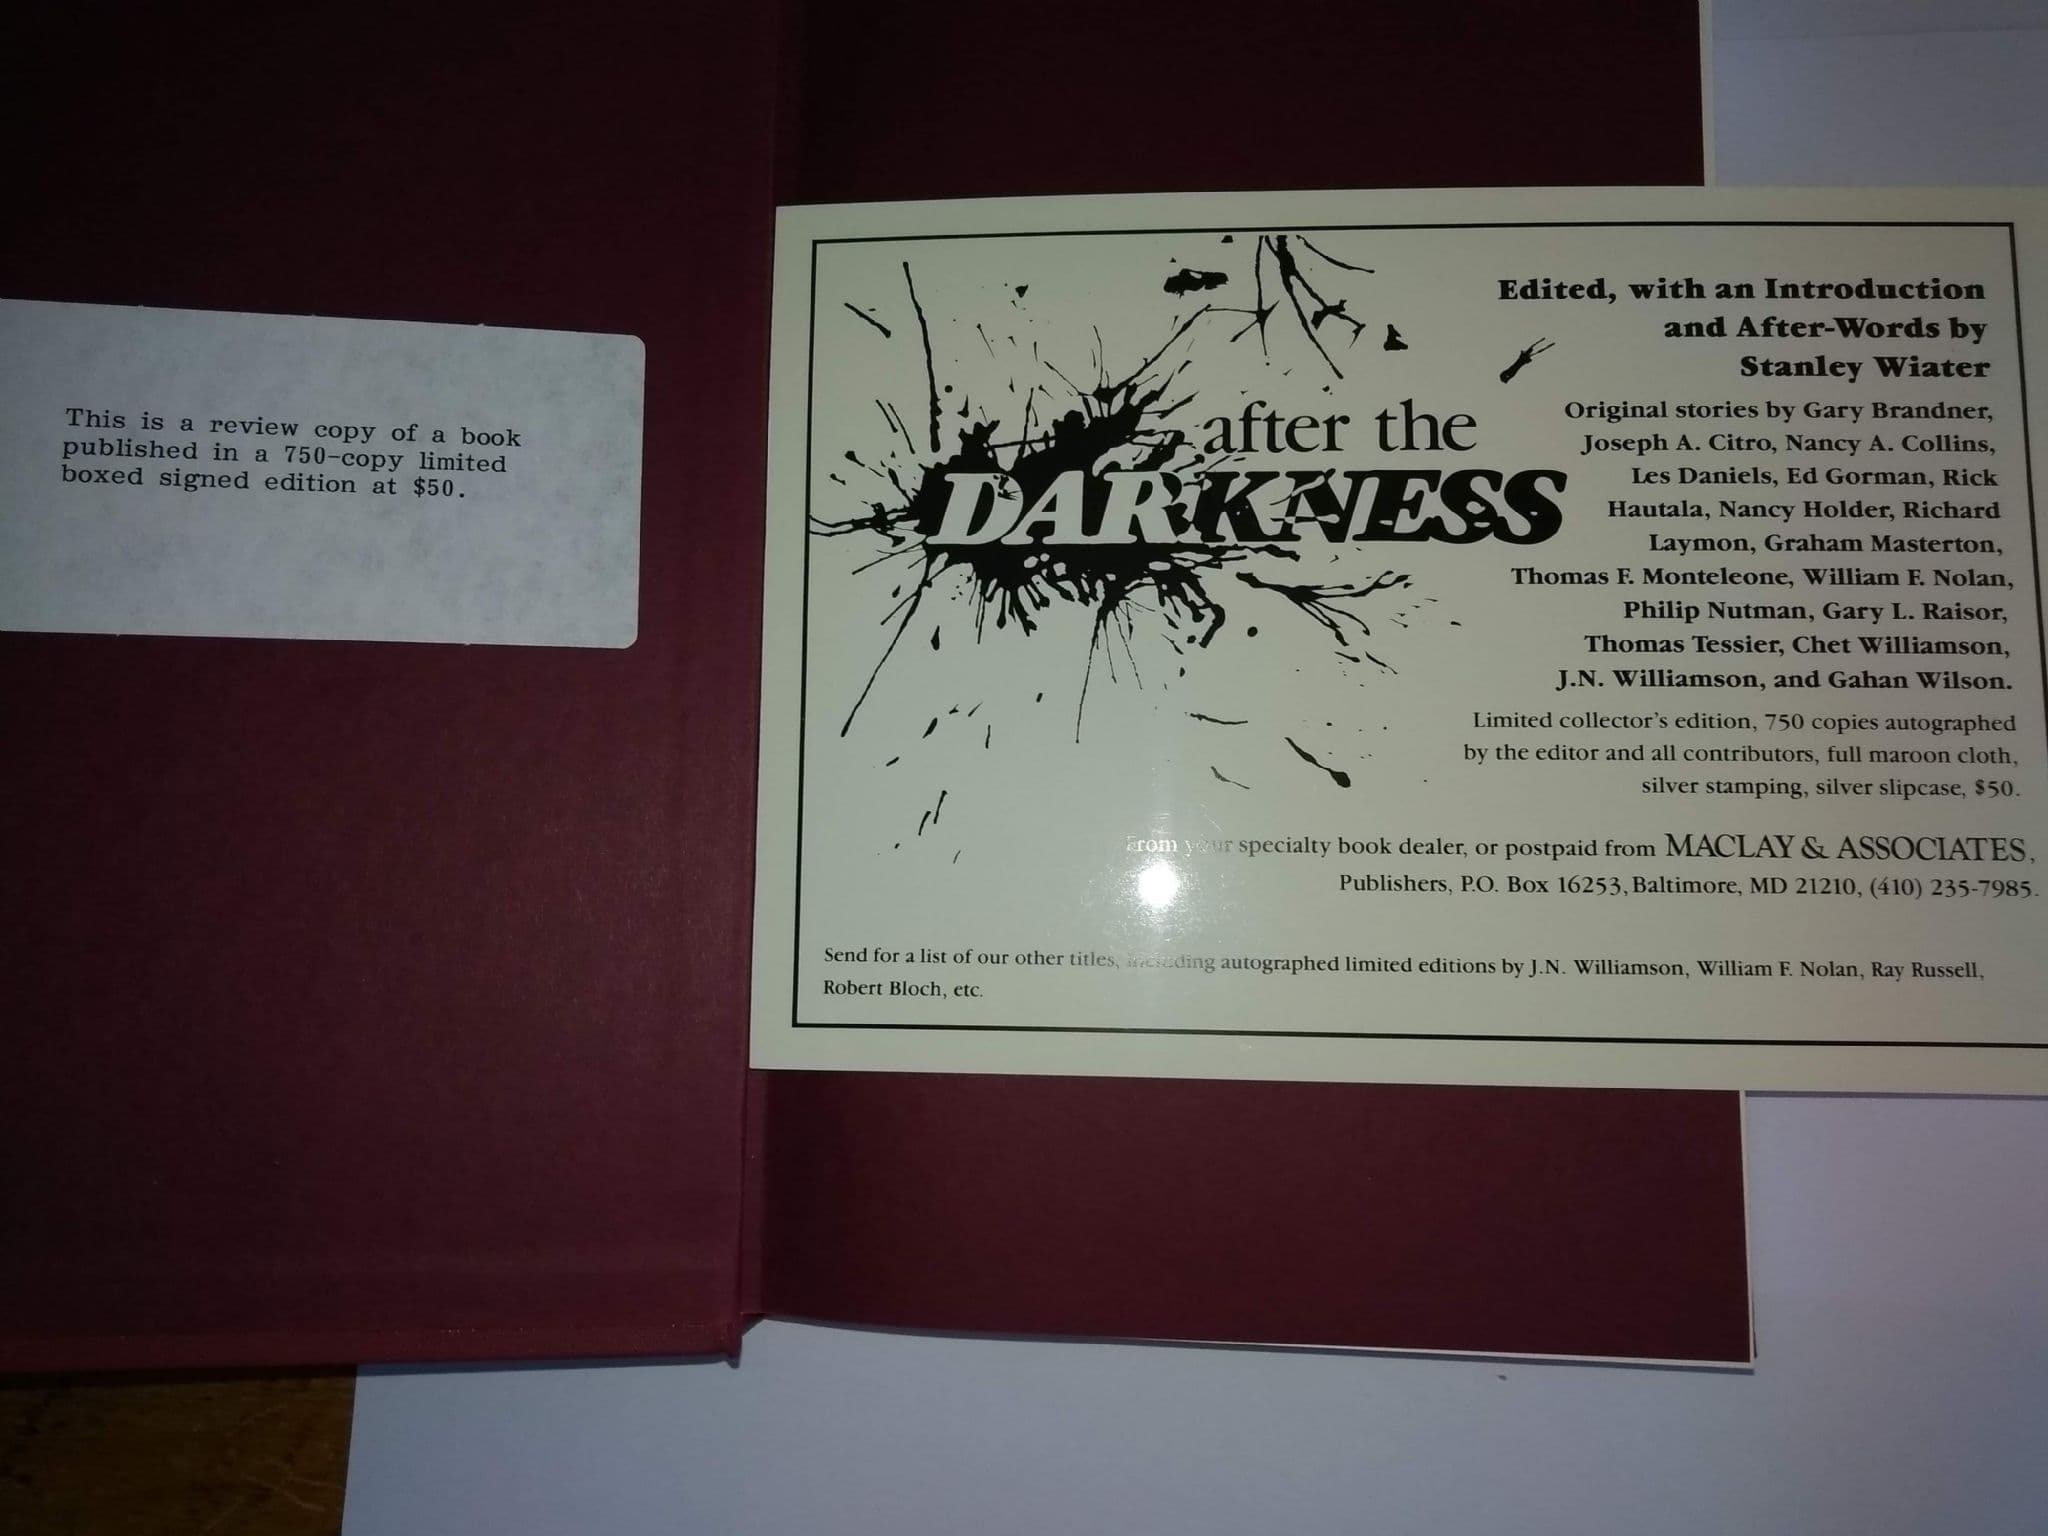 This is a review copy of a book
published in a 750-copy limited
boxed signed edition at $50.
after the
DARKNESS
Edited, with an Introduction
and After-Words by
Stanley Wiater
Original stories by Gary Brandner,
Joseph A. Citro, Nancy A. Collins,
Les Daniels, Ed Gorman, Rick
Hautala, Nancy Holder, Richard
Laymon, Graham Masterton,
Thomas F. Monteleone, William F. Nolan,
Philip Nutman, Gary L. Raisor,
Thomas Tessier, Chet Williamson,
J.N. Williamson, and Gahan Wilson.
Limited collector's edition, 750 copies autographed
by the editor and all contributors, full maroon cloth,
silver stamping, silver slipcase, $50.
From your specialty book dealer, or postpaid from MACLAY & ASSOCIATES,
Publishers, P.O. Box 16253, Baltimore, MD 21210, (410) 235-7985.
Send for a list of our other titles, including autographed limited editions by J.N. Williamson, William F. Nolan, Ray Russell,
Robert Bloch, etc.